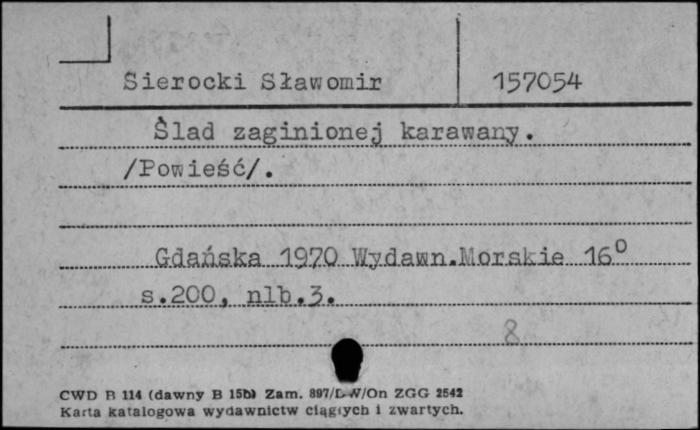 Sierocki Sławomir 157054
Ślad zaginionej karawany.
/Powieść/.
Gdańska 1970 Wydawn.Morskie 16⁰
s.200, nlb.3.
8
CWD B 114 (dawny B 15b) Zam. 897/D-W/On ZGG 2542
Karta katalogowa wydawnictw ciągłych i zwartych.